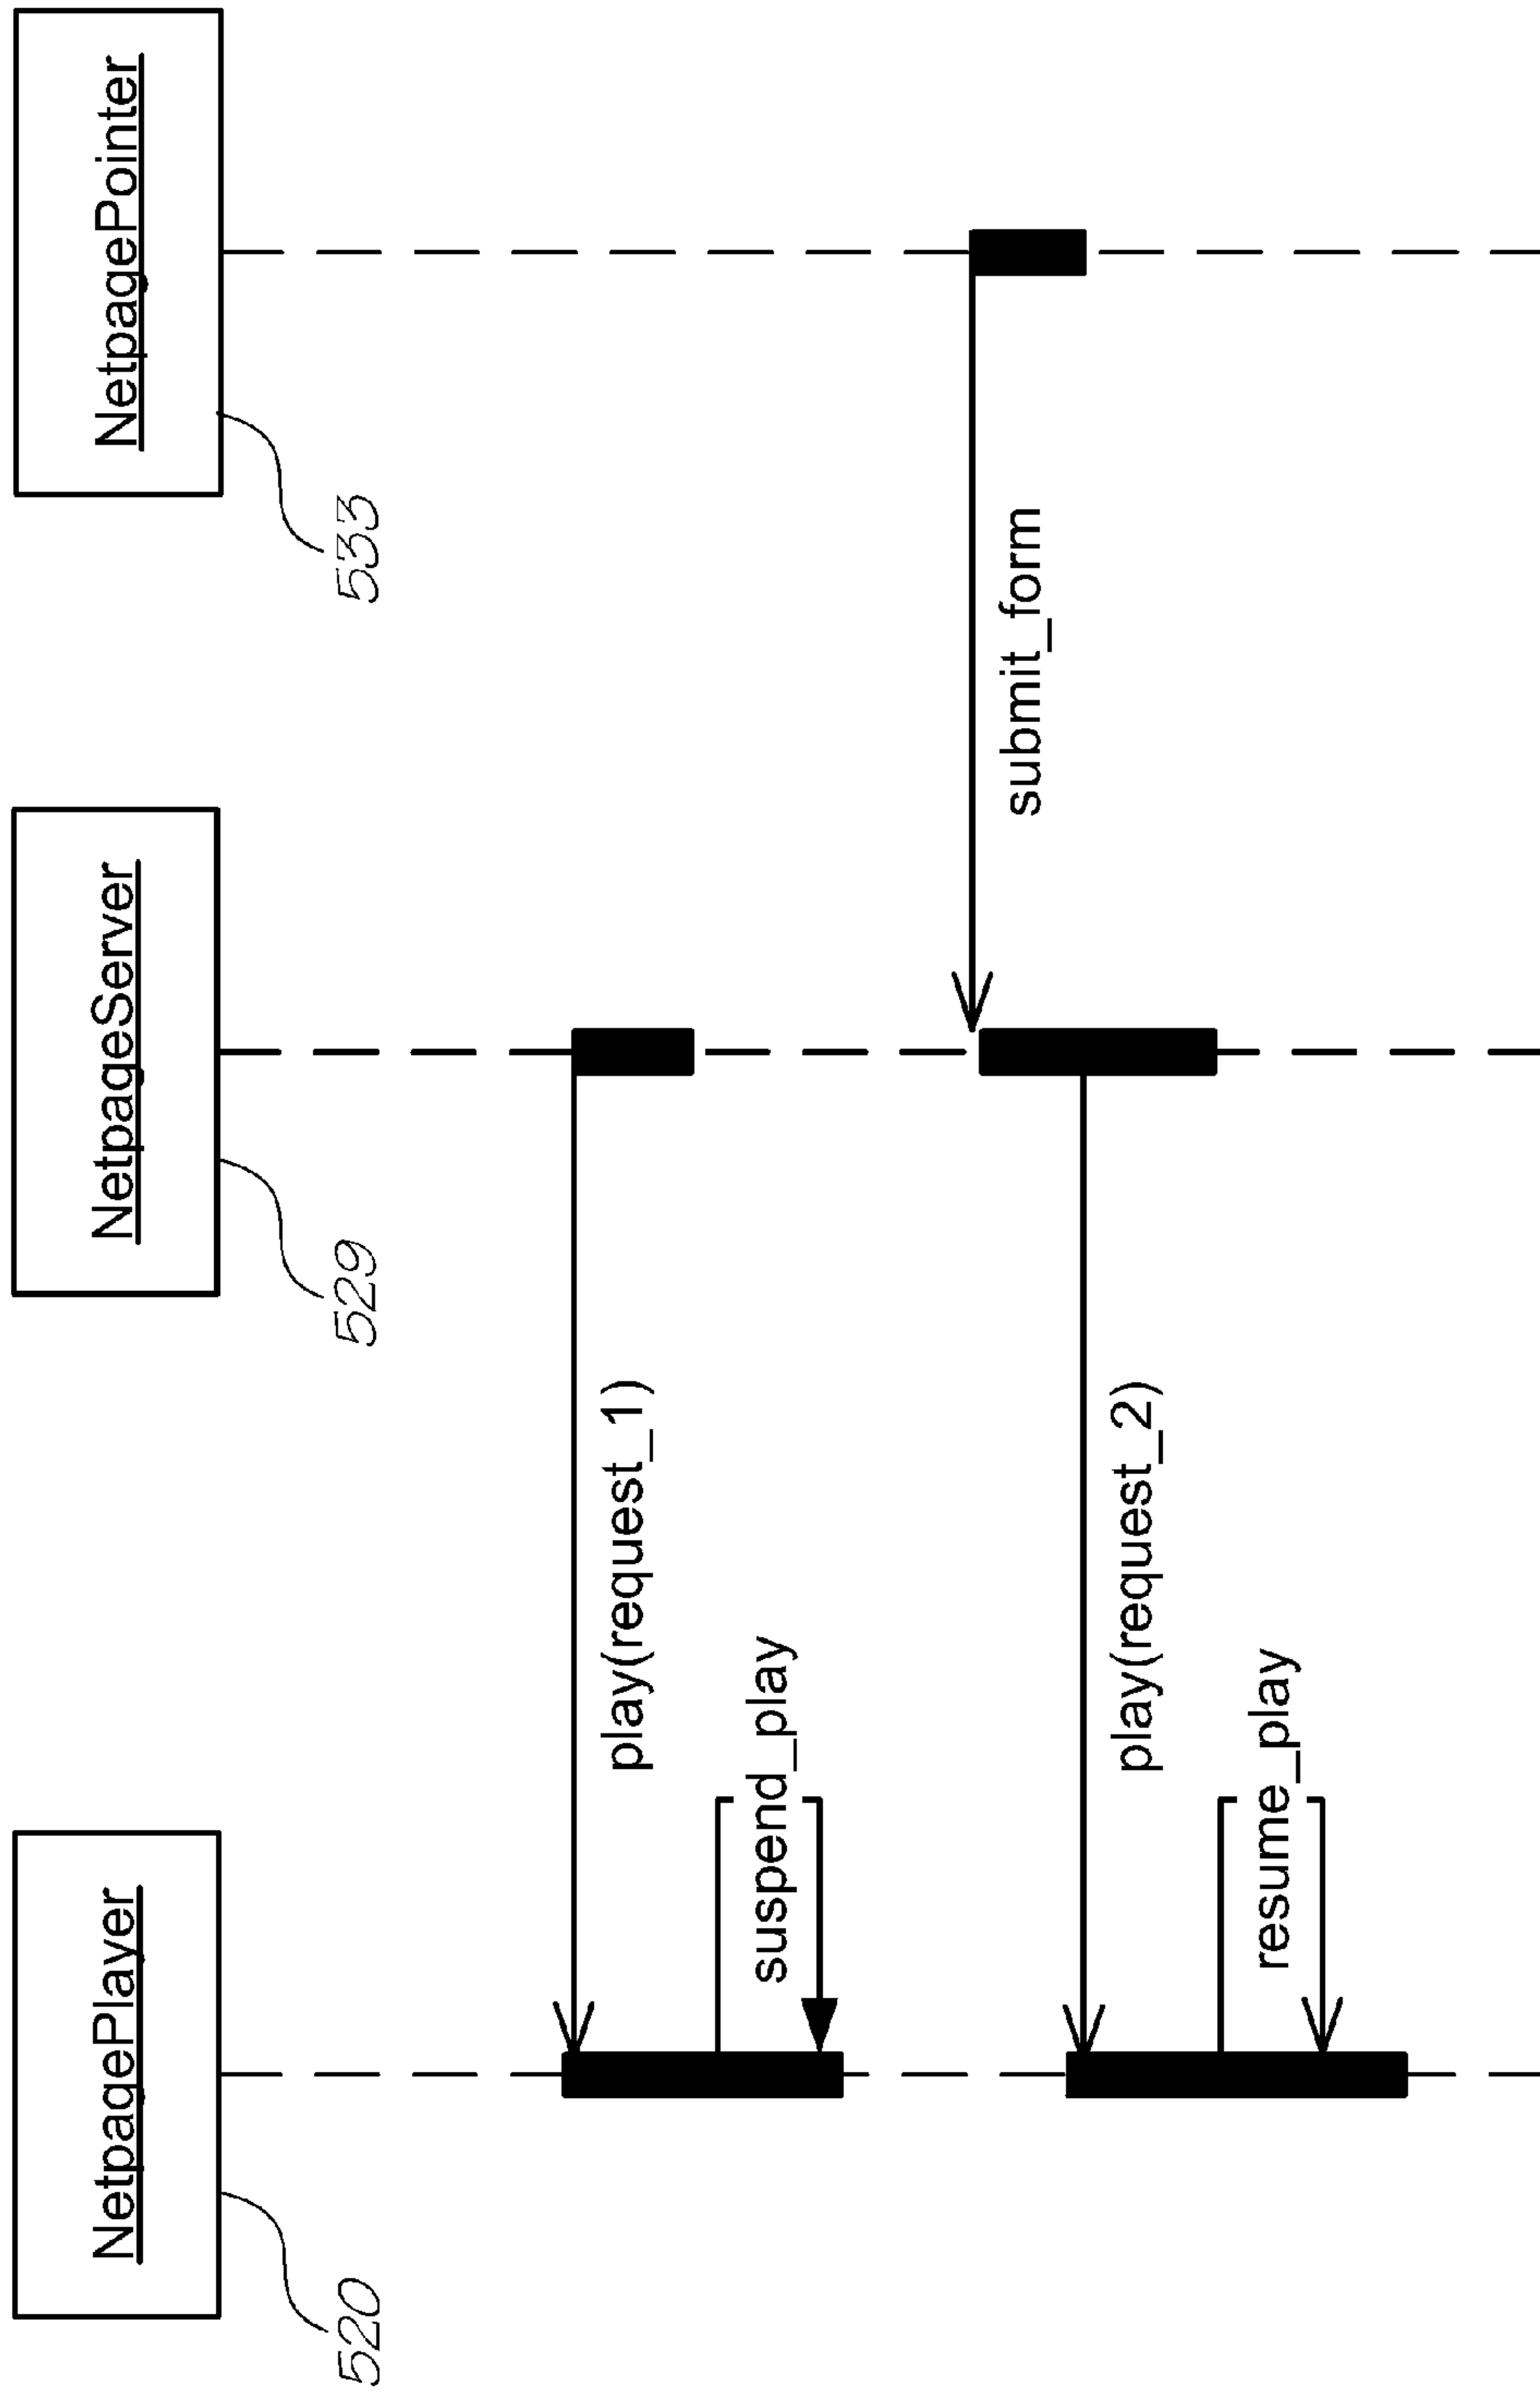 NetpagePlayer
NetpageServer
NetpagePointer
520
529
533
play(request_1)
suspend_play
submit_form
play(request_2)
resume_play